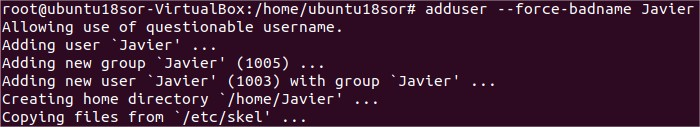 root@ubuntu18sor-VirtualBox:/home/ubuntu18sor# adduser --force-badname Javier
Allowing use of questionable username.
Adding user `Javier' ...
Adding new group `Javier' (1005) ...
Adding new user `Javier' (1003) with group `Javier' ...
Creating home directory `/home/Javier' ...
Copying files from `/etc/skel' ...